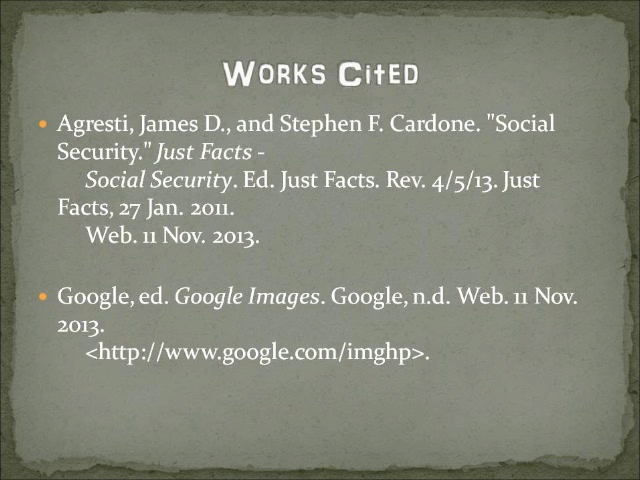 Works Cited
• Agresti, James D., and Stephen F. Cardone. "Social
Security." Just Facts -
Social Security. Ed. Just Facts. Rev. 4/5/13. Just
Facts, 27 Jan. 2011.
Web. 11 Nov. 2013.
• Google, ed. Google Images. Google, n.d. Web. 11 Nov.
2013.
<http://www.google.com/imghp>.